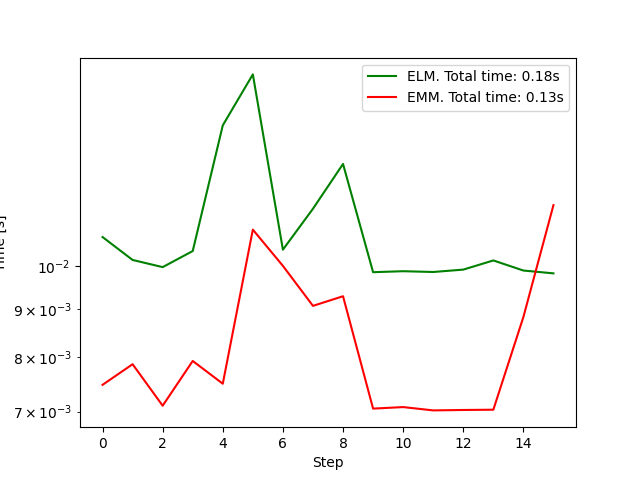 ELM. Total time: 0.18s
EMM. Total time: 0.13s
Time [s]
10⁻²
9 × 10⁻³
8 × 10⁻³
7 × 10⁻³
0 2 4 6 8 10 12 14
Step